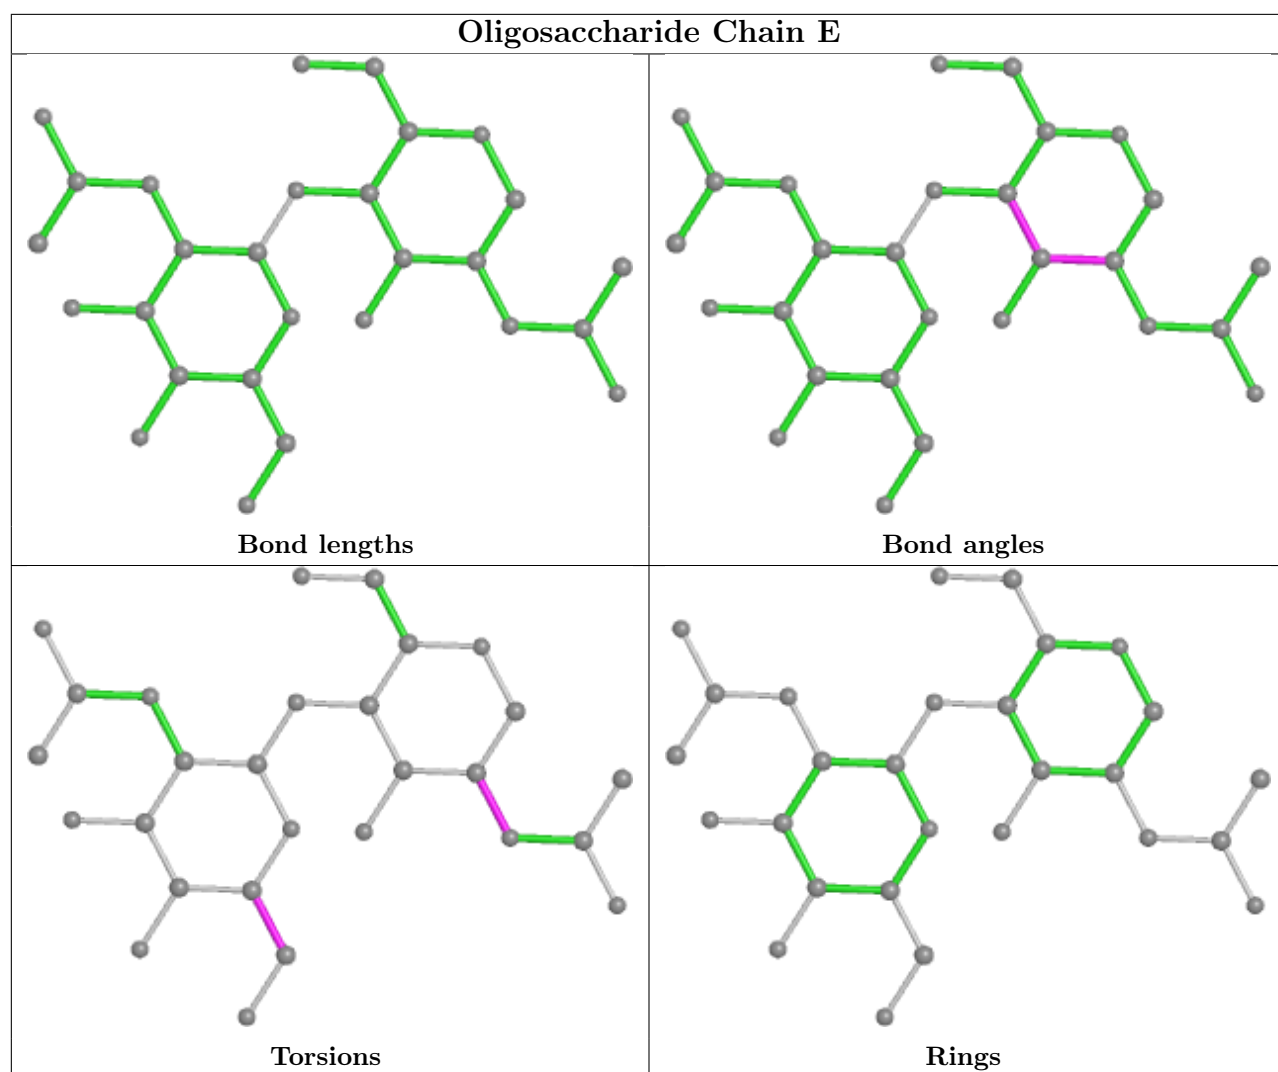 Oligosaccharide Chain E
Bond lengths
Bond angles
Torsions
Rings